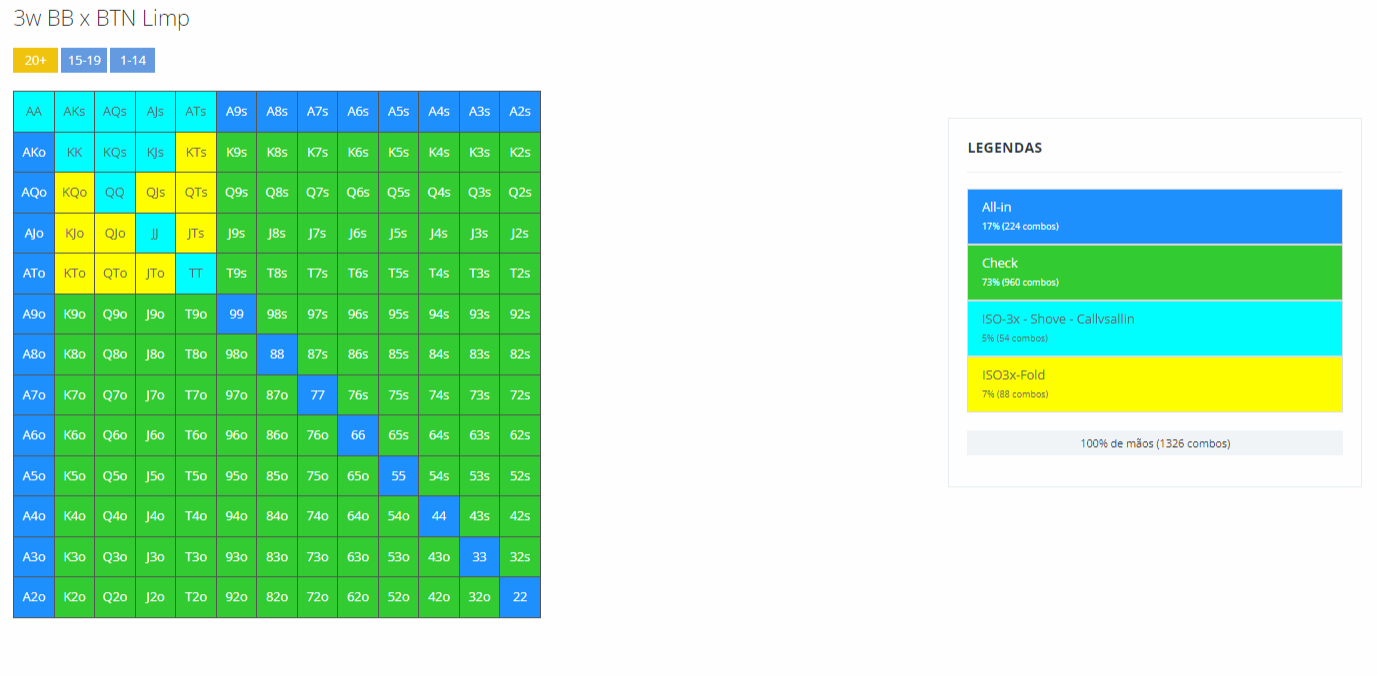 3w BB x BTN Limp
20+ 15-19 1-14
AA AKs AQs AJs ATs A9s A8s A7s A6s A5s A4s A3s A2s
AKo KK KQs KJs KTs K9s K8s K7s K6s K5s K4s K3s K2s
AQo KQo QQ QJs QTs Q9s Q8s Q7s Q6s Q5s Q4s Q3s Q2s
AJo KJo QJo JJ JTs J9s J8s J7s J6s J5s J4s J3s J2s
ATo KTo QTo JTo TT T9s T8s T7s T6s T5s T4s T3s T2s
A9o K9o Q9o J9o T9o 99 98s 97s 96s 95s 94s 93s 92s
A8o K8o Q8o J8o T8o 98o 88 87s 86s 85s 84s 83s 82s
A7o K7o Q7o J7o T7o 97o 87o 77 76s 75s 74s 73s 72s
A6o K6o Q6o J6o T6o 96o 86o 76o 66 65s 64s 63s 62s
A5o K5o Q5o J5o T5o 95o 85o 75o 65o 55 54s 53s 52s
A4o K4o Q4o J4o T4o 94o 84o 74o 64o 54o 44 43s 42s
A3o K3o Q3o J3o T3o 93o 83o 73o 63o 53o 43o 33 32s
A2o K2o Q2o J2o T2o 92o 82o 72o 62o 52o 42o 32o 22
LEGENDAS
All-in
17% (224 combos)
Check
73% (960 combos)
ISO-3x - Shove - Callvsallin
5% (54 combos)
ISO3x-Fold
7% (88 combos)
100% de mãos (1326 combos)